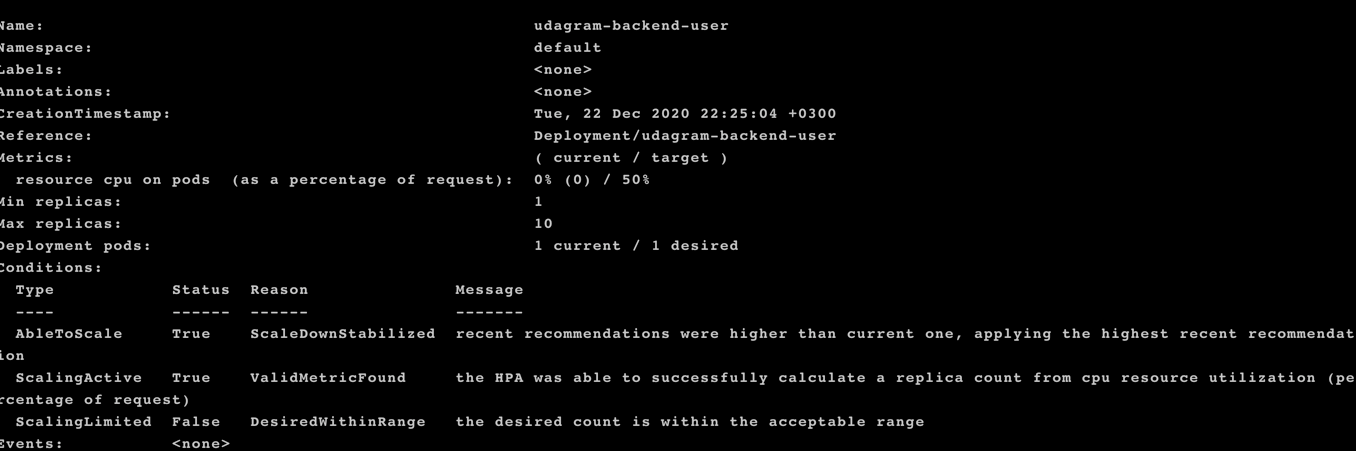 Name:                                                  udagram-backend-user
Namespace:                                             default
Labels:                                                <none>
Annotations:                                           <none>
CreationTimestamp:                                     Tue, 22 Dec 2020 22:25:04 +0300
Reference:                                             Deployment/udagram-backend-user
Metrics:                                               ( current / target )
  resource cpu on pods  (as a percentage of request):  0% (0) / 50%
Min replicas:                                          1
Max replicas:                                          10
Deployment pods:                                       1 current / 1 desired
Conditions:
  Type            Status  Reason               Message
  ----            ------  ------               -------
  AbleToScale     True    ScaleDownStabilized  recent recommendations were higher than current one, applying the highest recent recommendat
ion
  ScalingActive   True    ValidMetricFound     the HPA was able to successfully calculate a replica count from cpu resource utilization (pe
rcentage of request)
  ScalingLimited  False   DesiredWithinRange   the desired count is within the acceptable range
Events:           <none>